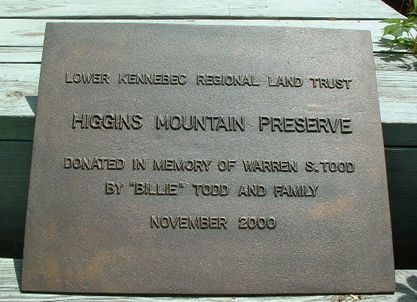 LOWER KENNEBEC REGIONAL LAND TRUST
HIGGINS MOUNTAIN PRESERVE
DONATED IN MEMORY OF WARREN S. TODD
BY "BILLIE" TODD AND FAMILY
NOVEMBER 2000